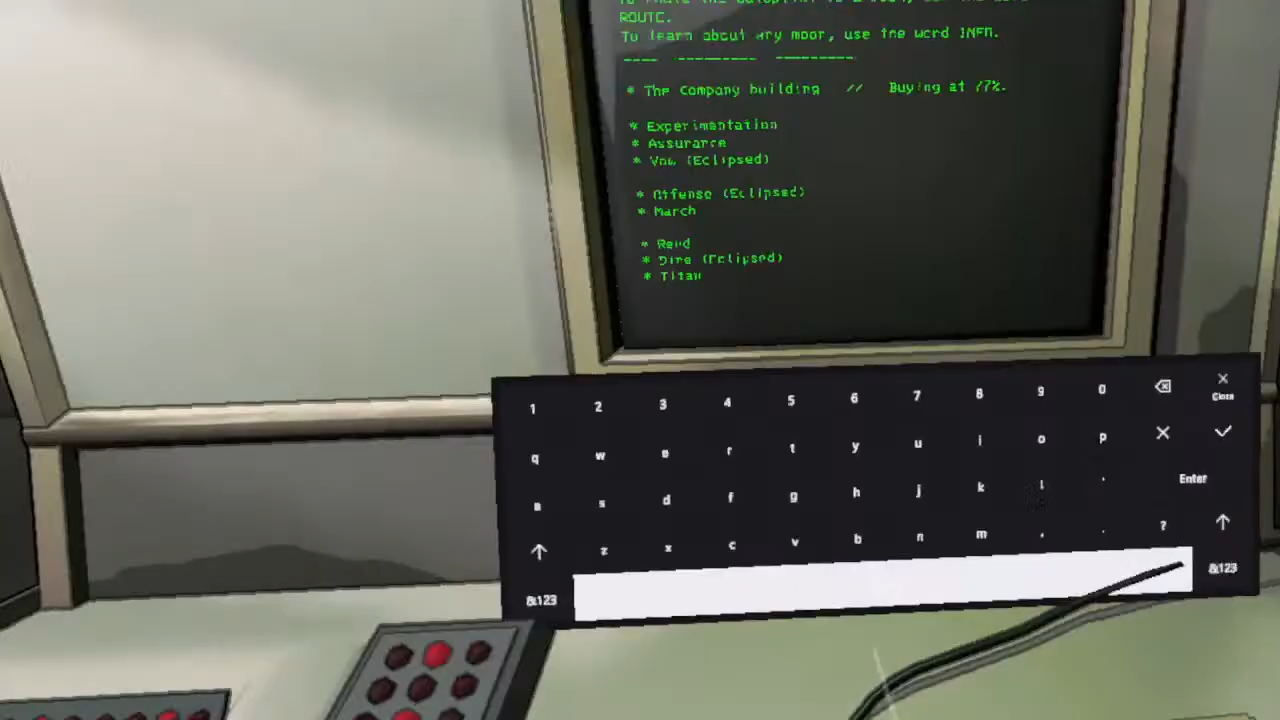 ROUTE.
To learn about any moon, use the word INFO.
* The Company building // Buying at 77%.
* Experimentation
* Assurance
* Vow (Eclipsed)
* Offense (Eclipsed)
* March
* Rend
* Dine (Eclipsed)
* Titan
1 2 3 4 5 6 7 8 9 0
Close
q w e r t y u i o p
a s d f g h j k l ' Enter
z x c v b n m , . ?
&123 &123